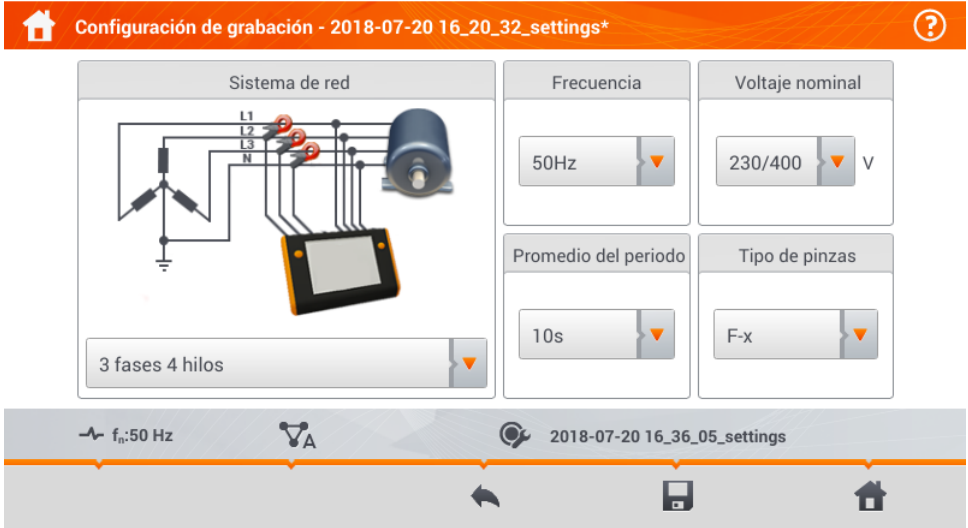 Configuración de grabación - 2018-07-20 16_20_32_settings*
?
Sistema de red
L1
L2
L3
N
3 fases 4 hilos
Frecuencia
50Hz
Voltaje nominal
230/400 V
Promedio del periodo
10s
Tipo de pinzas
F-x
fn:50 Hz
A
2018-07-20 16_36_05_settings